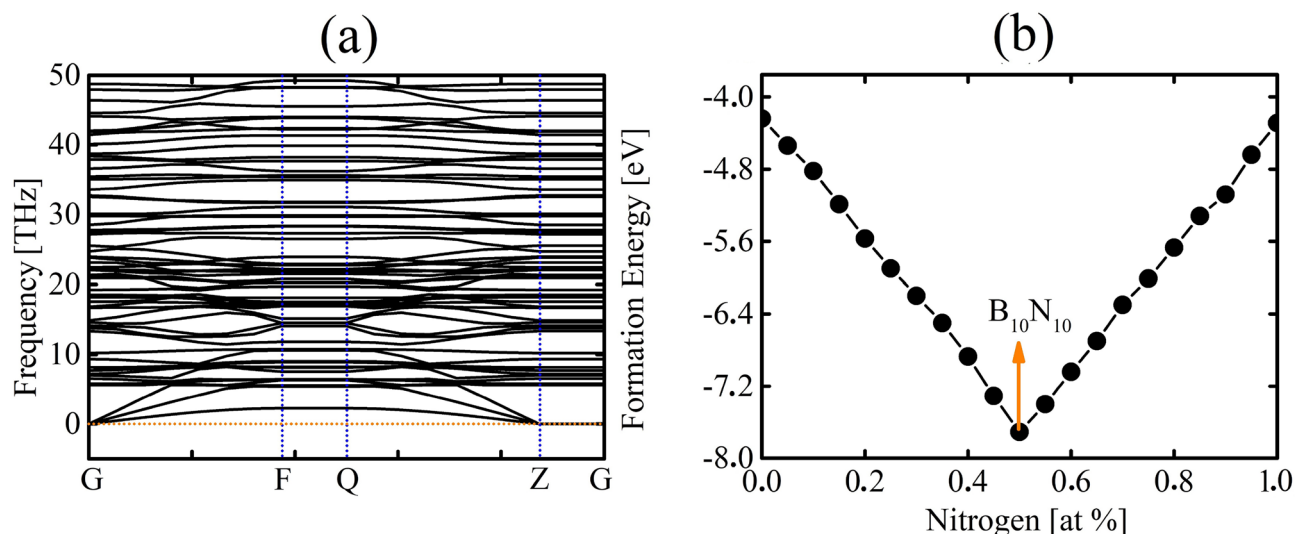 (a)
50
40
30
20
10
0
Frequency [THz]
G F Q Z G
(b)
-4.0
-4.8
-5.6
-6.4
-7.2
-8.0
Formation Energy [eV]
B₁₀N₁₀
0.0 0.2 0.4 0.6 0.8 1.0
Nitrogen [at %]